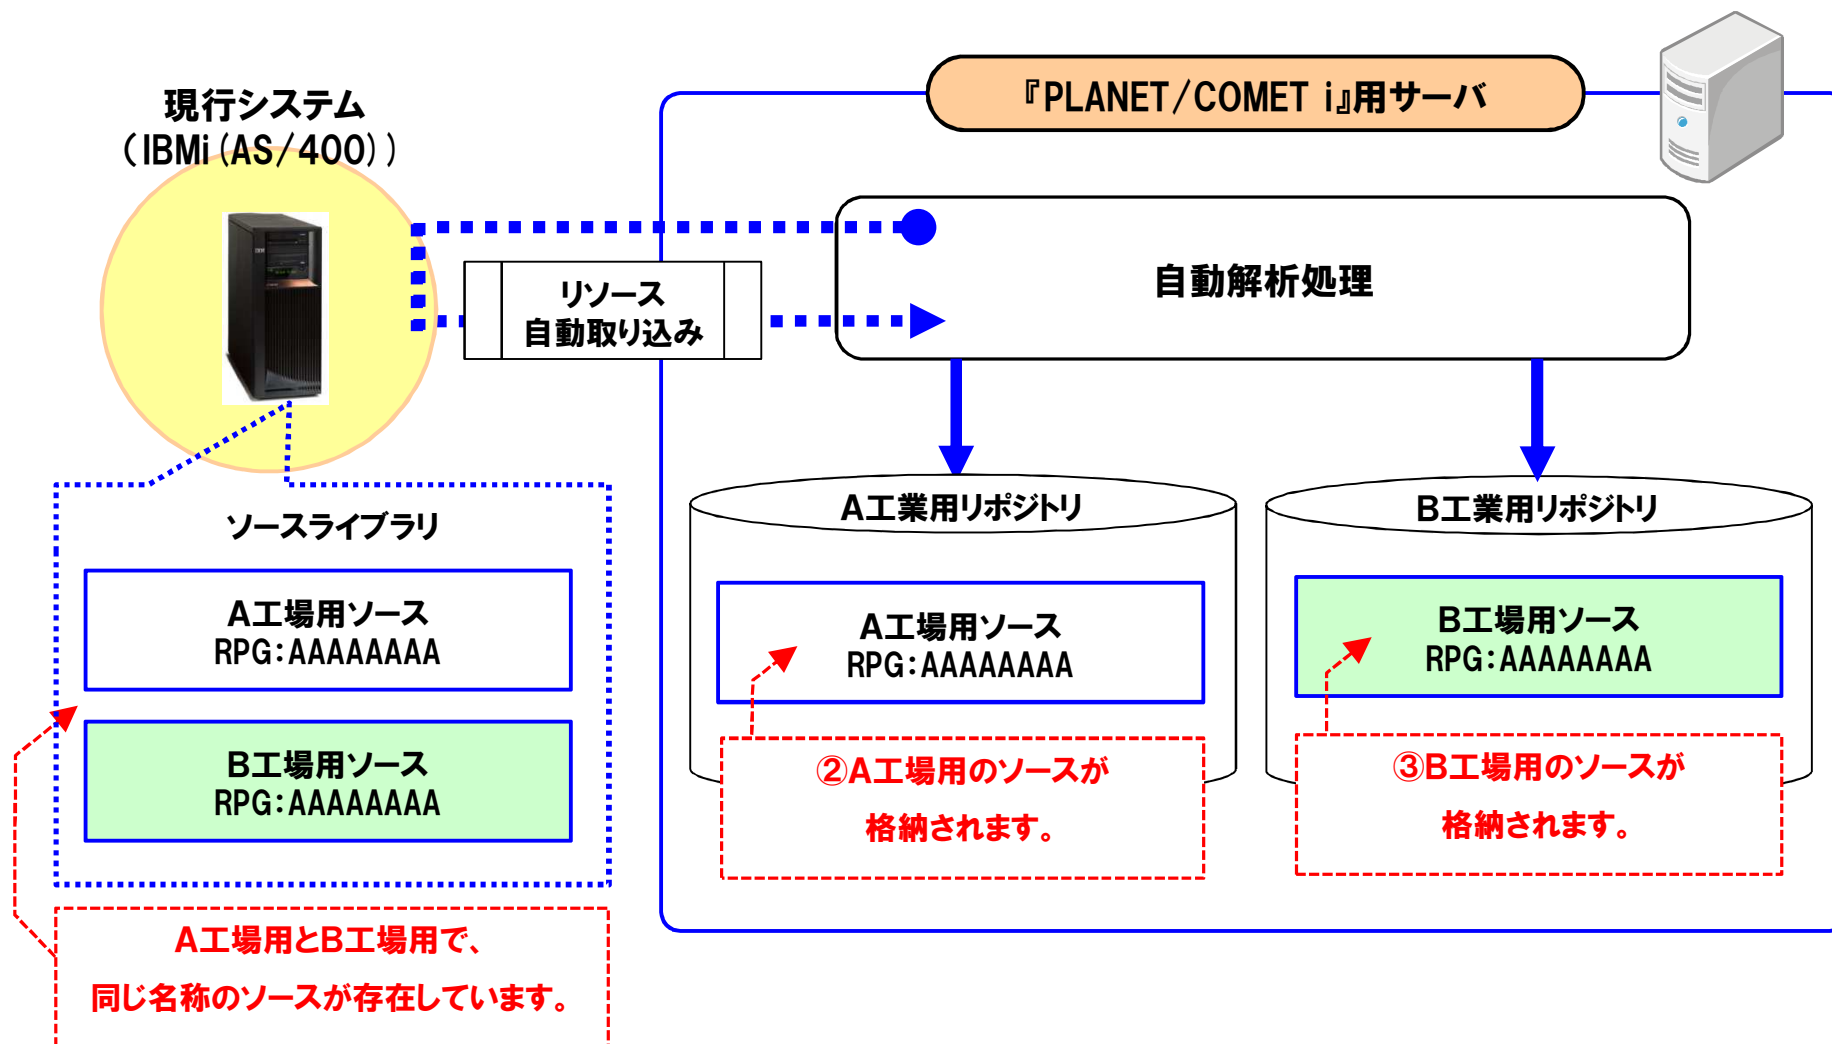 現行システム
（IBMi(AS/400)）
『PLANET/COMET i』用サーバ
リソース
自動取り込み
自動解析処理
ソースライブラリ
A工場用ソース
RPG：AAAAAAAA
B工場用ソース
RPG：AAAAAAAA
A工場用とB工場用で、
同じ名称のソースが存在しています。
A工業用リポジトリ
A工場用ソース
RPG：AAAAAAAA
②A工場用のソースが
格納されます。
B工業用リポジトリ
B工場用ソース
RPG：AAAAAAAA
③B工場用のソースが
格納されます。